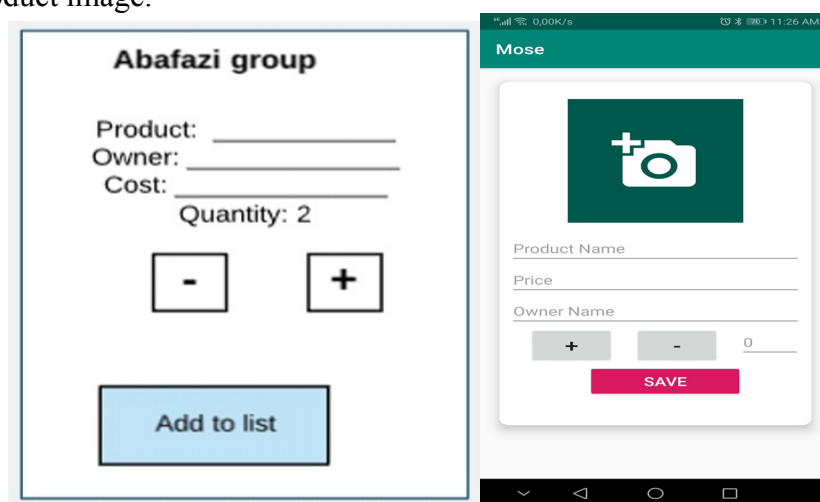 oduct image.
Abafazi group
Product:
Owner:
Cost:
Quantity: 2
- +
Add to list
0,00K/s 11:26 AM
Mose
Product Name
Price
Owner Name
+ - 0
SAVE